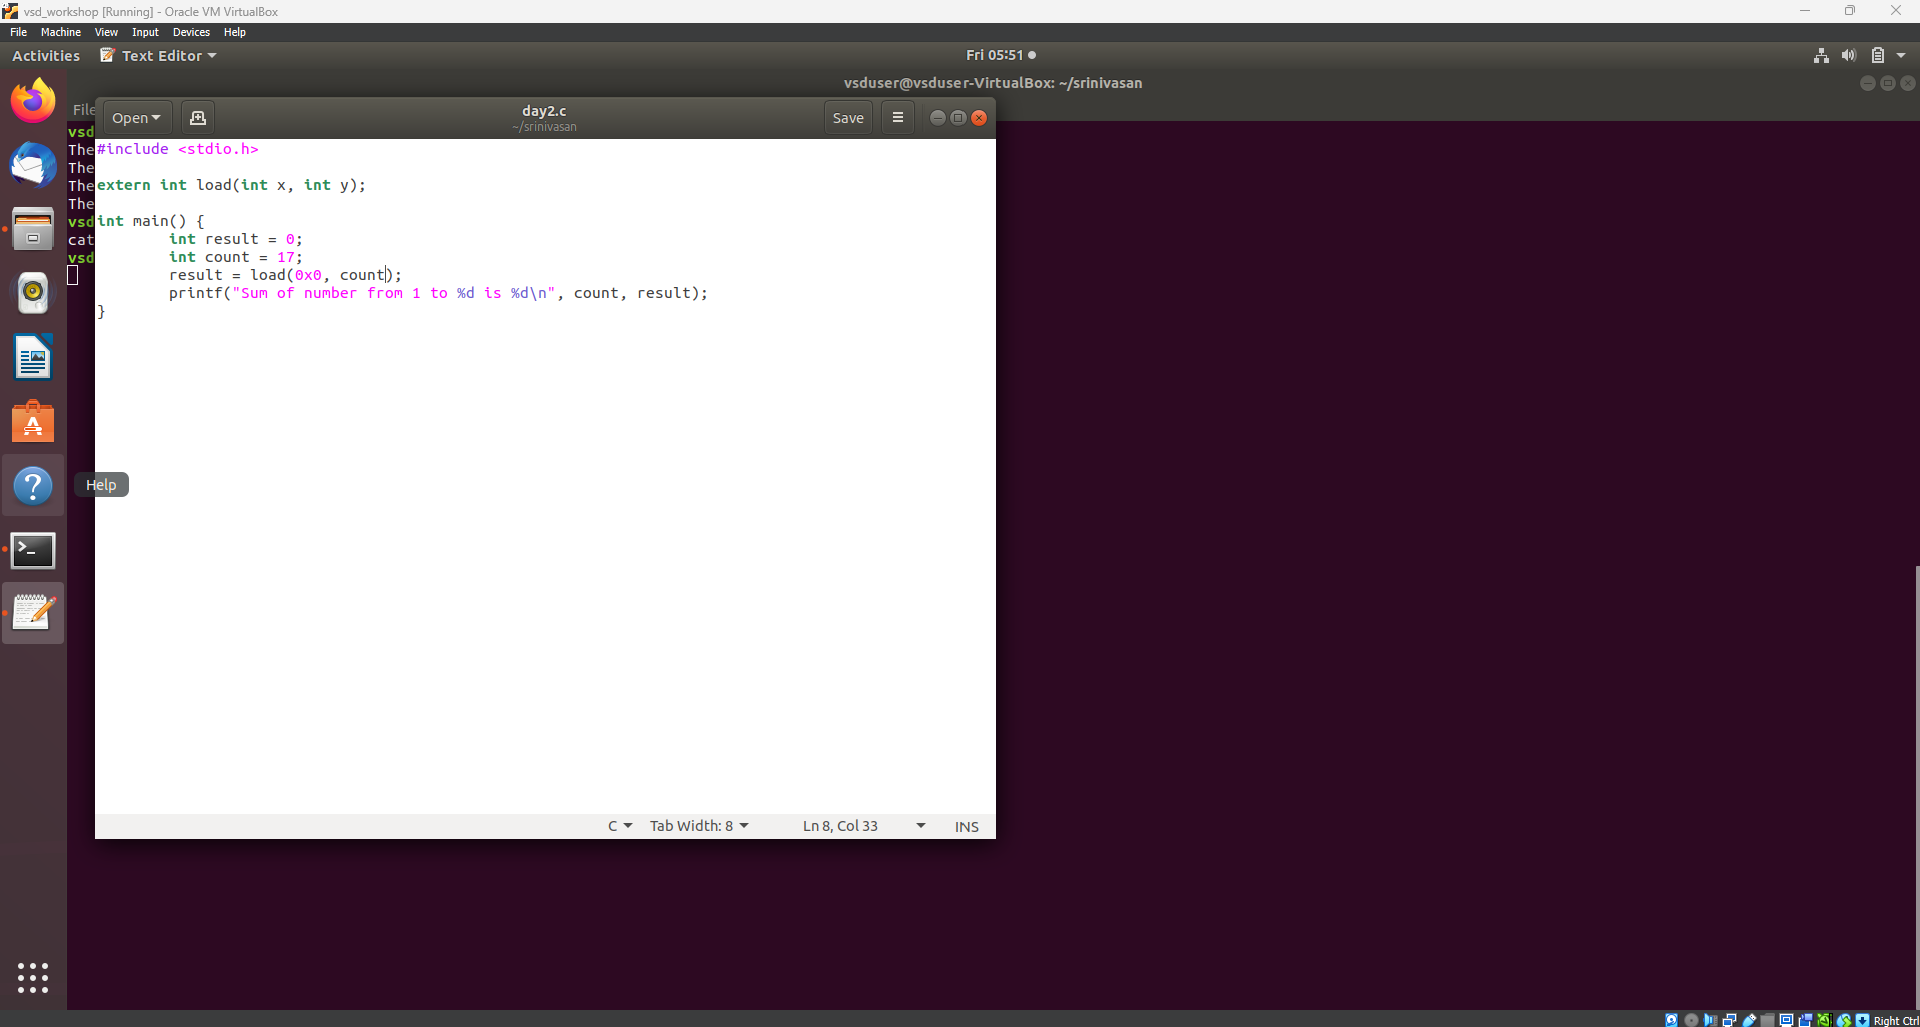 vsd_workshop [Running] - Oracle VM VirtualBox
File Machine View Input Devices Help
Activities Text Editor Fri 05:51
vsduser@vsduser-VirtualBox: ~/srinivasan
File
Open day2.c Save
~/srinivasan
vsd
The
The
The
The
vsd
cat
vsd
#include <stdio.h>
extern int load(int x, int y);
int main() {
int result = 0;
int count = 17;
result = load(0x0, count);
printf("Sum of number from 1 to %d is %d\n", count, result);
}
Help
C Tab Width: 8 Ln 8, Col 33 INS
Right Ctrl